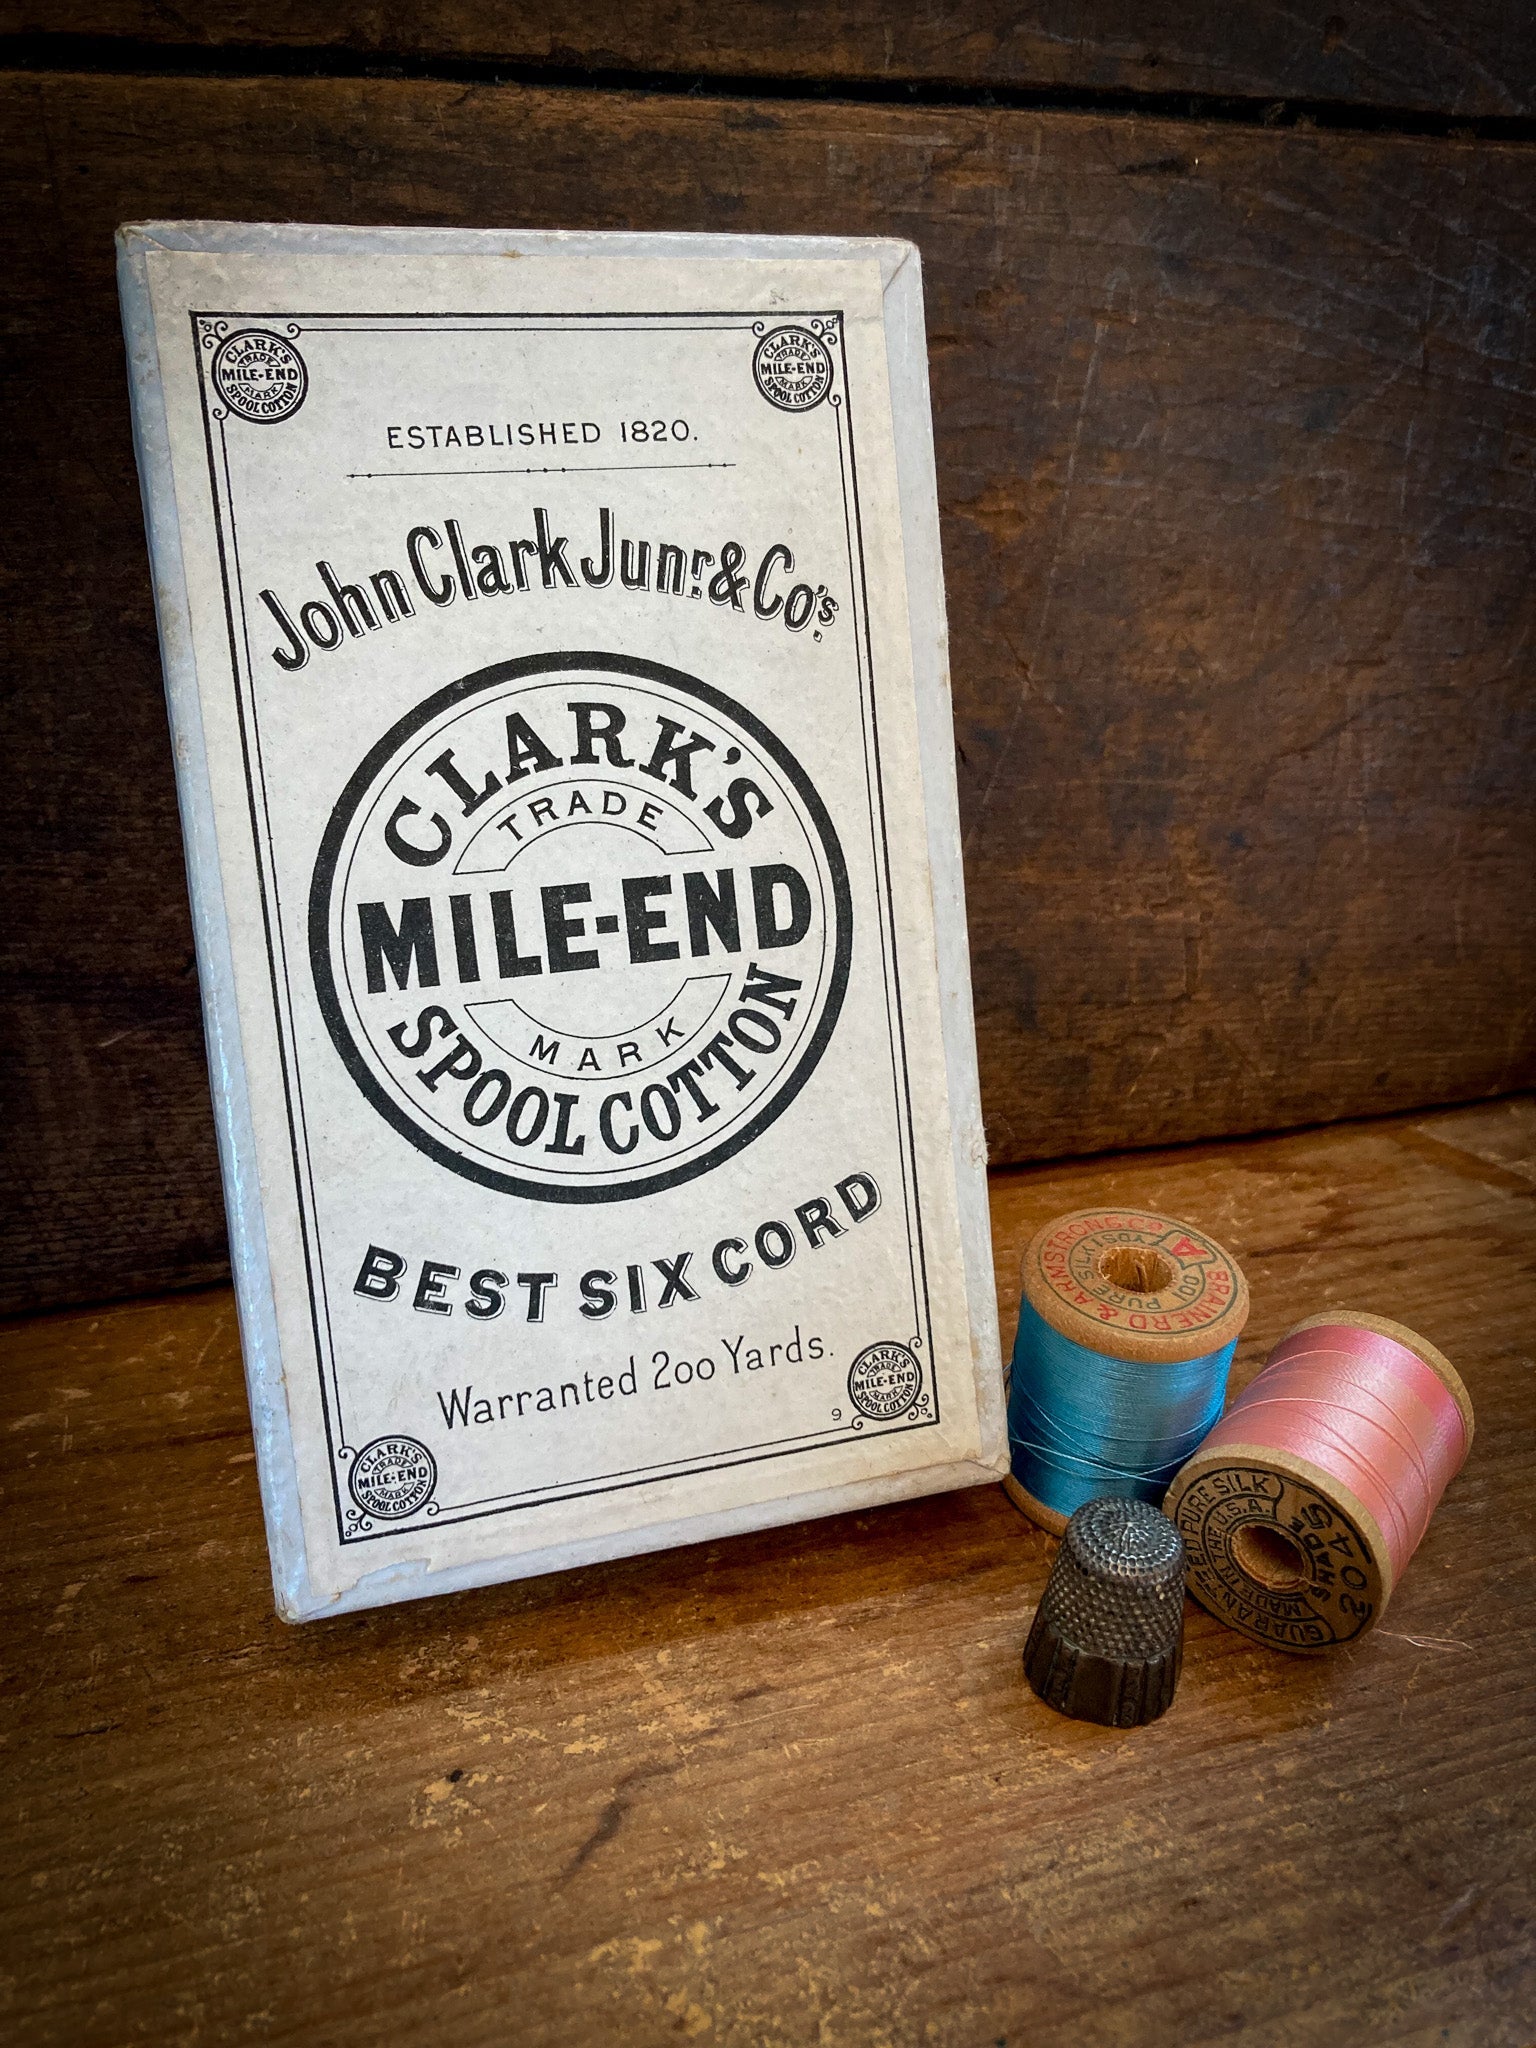 CLARK'S
TRADE
MILE-END
MARK
SPOOL COTTON
CLARK'S
TRADE
MILE-END
MARK
SPOOL COTTON
ESTABLISHED 1820.
John Clark Junr. & Co's.
CLARK'S
TRADE
MILE-END
MARK
SPOOL COTTON
BEST SIX CORD
Warranted 200 Yards.
9
CLARK'S
TRADE
MILE-END
MARK
SPOOL COTTON
CLARK'S
TRADE
MILE-END
MARK
SPOOL COTTON
BRAINERD & ARMSTRONG CO.
A
100
YDS
PURE SILK
GUARANTEED PURE SILK
MADE IN THE U.S.A.
SHADE